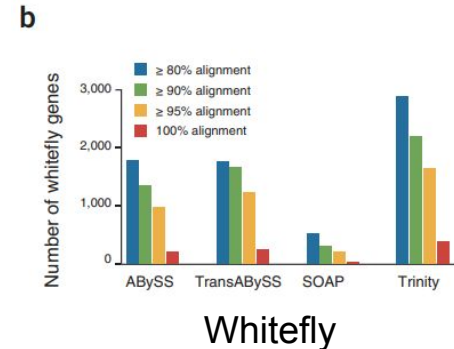 b
Number of whitefly genes
≥ 80% alignment
≥ 90% alignment
≥ 95% alignment
100% alignment
3,000
2,000
1,000
0
ABySS TransABySS SOAP Trinity
Whitefly